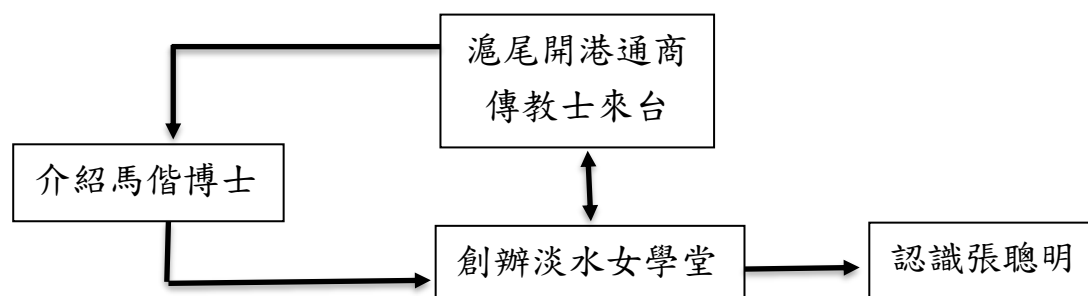 滬尾開港通商
傳教士來台
介紹馬偕博士
創辦淡水女學堂
認識張聰明